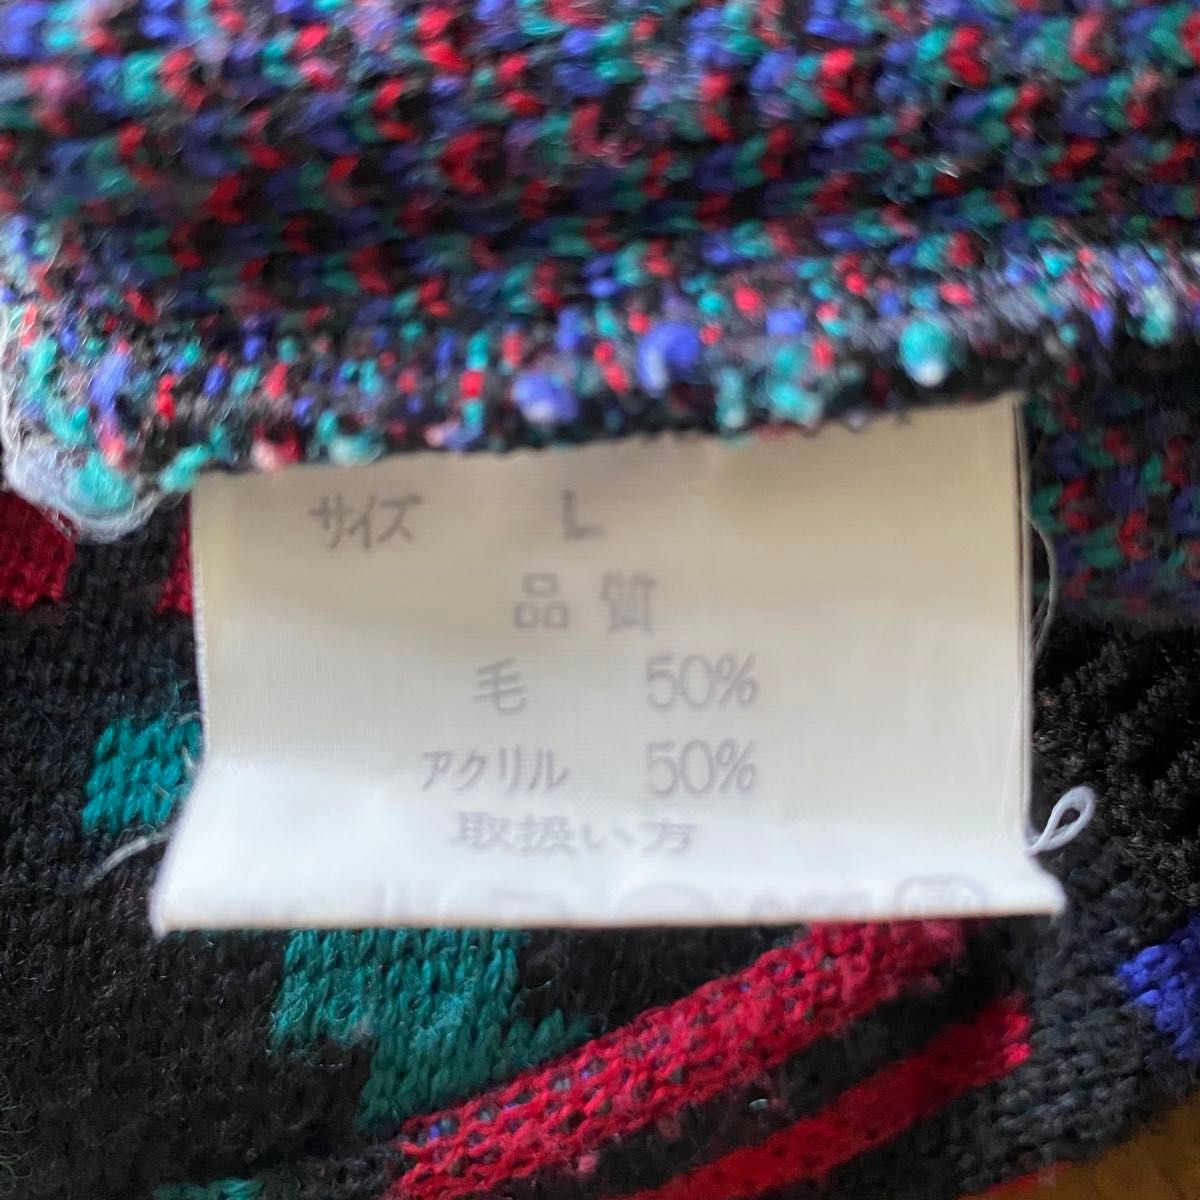 サイズ L
品質
毛 50%
アクリル 50%
取扱い方